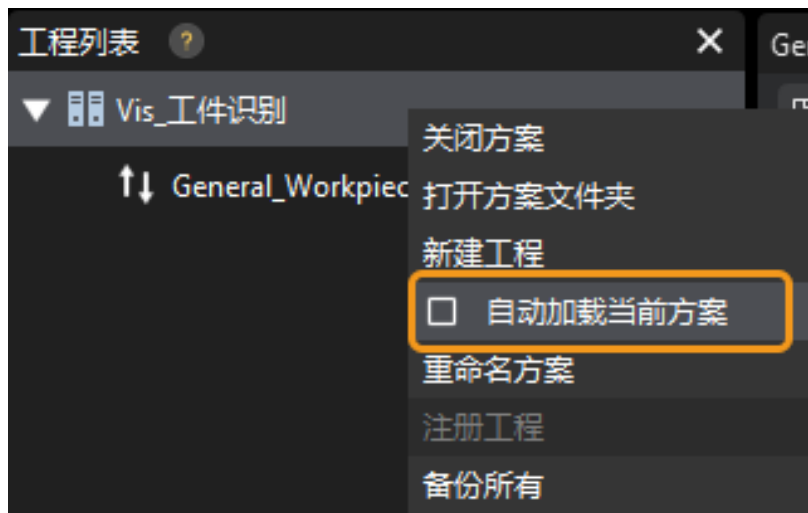 工程列表 ?
Ge
Vis_工件识别
关闭方案
General_Workpiec
打开方案文件夹
新建工程
自动加载当前方案
重命名方案
注册工程
备份所有